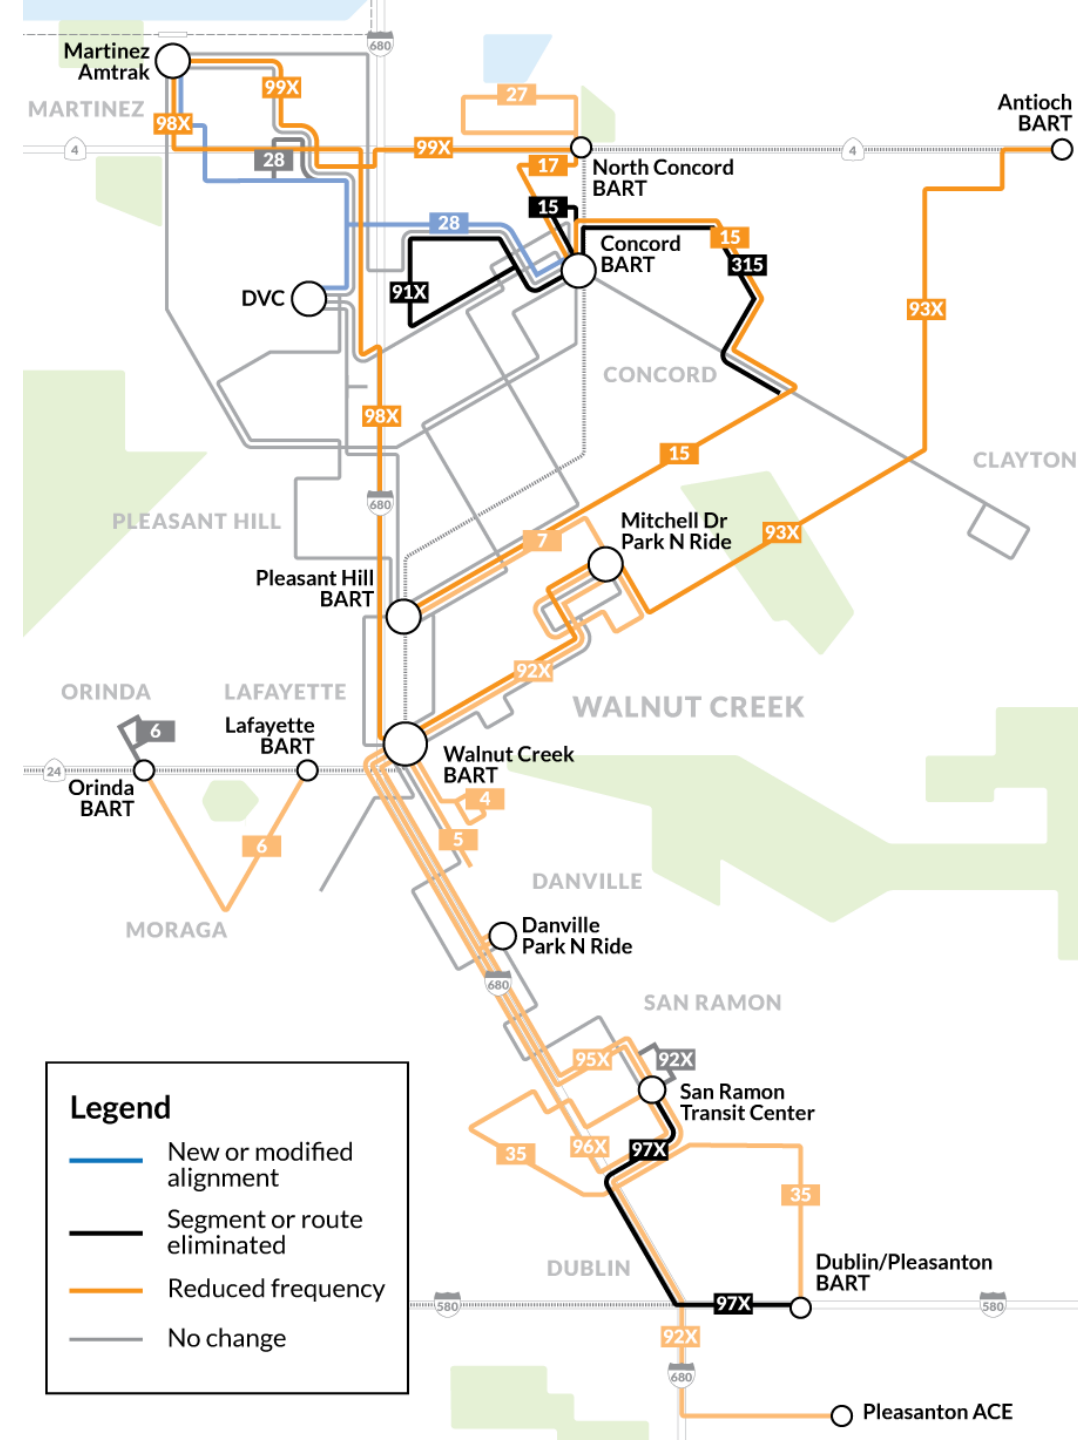 680
Martinez
Amtrak
99X
27
MARTINEZ
98X
Antioch
BART
4
99X
4
28
17
North Concord
BART
15
28
15
Concord
BART
315
91X
DVC
93X
CONCORD
98X
15
CLAYTON
680
PLEASANT HILL
7
Mitchell Dr
Park N Ride
93X
Pleasant Hill
BART
92X
ORINDA
LAFAYETTE
WALNUT CREEK
6
Lafayette
BART
Walnut Creek
BART
24
Orinda
BART
4
6
5
DANVILLE
MORAGA
Danville
Park N Ride
680
SAN RAMON
95X
92X
San Ramon
Transit Center
35
96X
97X
35
DUBLIN
Dublin/Pleasanton
BART
580
97X
580
92X
680
Pleasanton ACE
Legend
New or modified
alignment
Segment or route
eliminated
Reduced frequency
No change